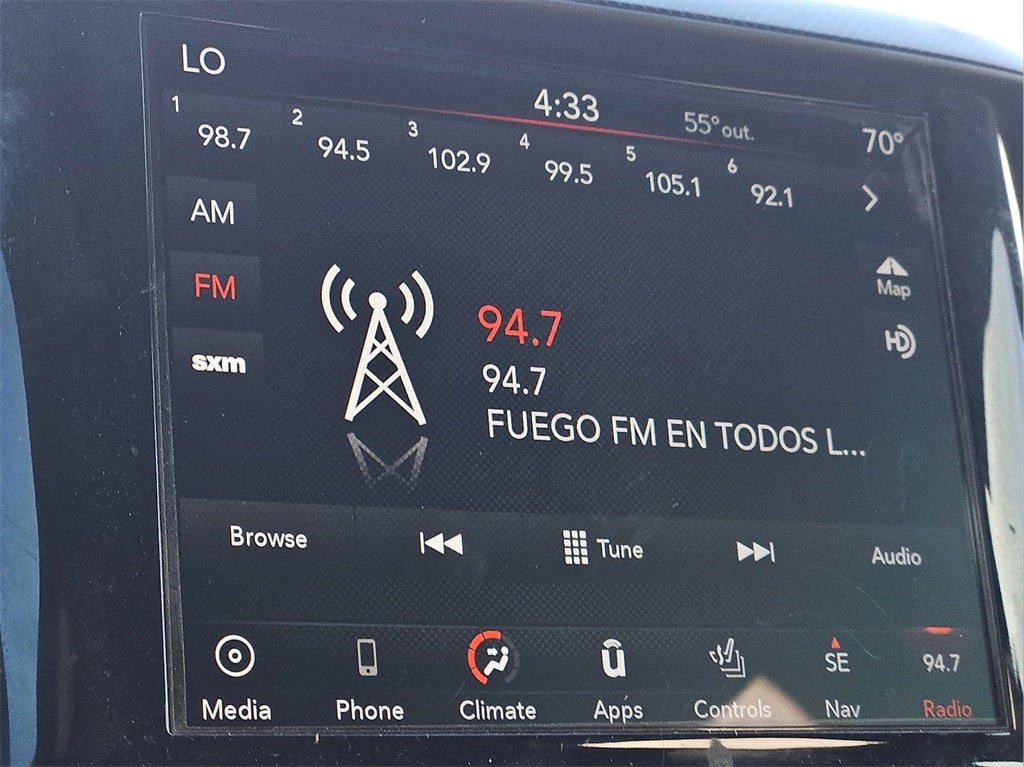 LO
4:33
55° out.
70°
1 98.7 2 94.5 3 102.9 4 99.5 5 105.1 6 92.1
AM
FM
sxm
94.7
94.7
FUEGO FM EN TODOS L...
Map
HD
Browse Tune Audio
u SE 94.7
Media Phone Climate Apps Controls Nav Radio